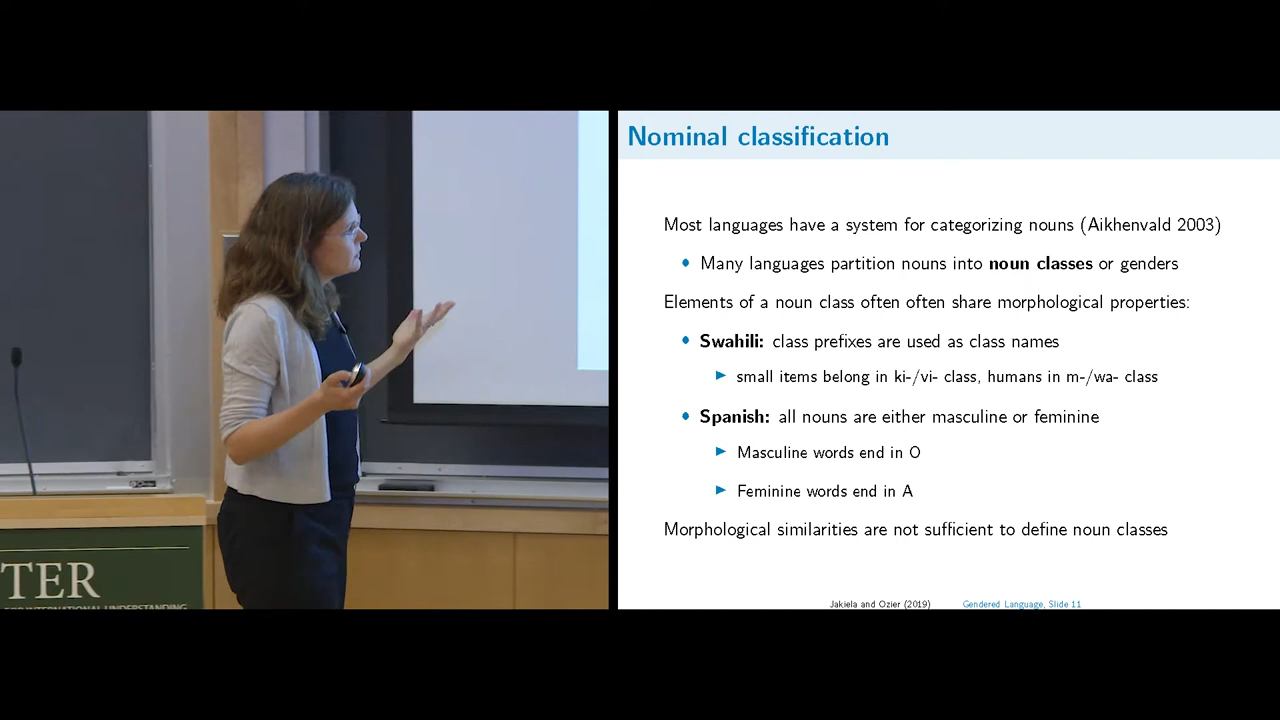 TER
FOR INTERNATIONAL UNDERSTANDING
Nominal classification
Most languages have a system for categorizing nouns (Aikhenvald 2003)
• Many languages partition nouns into noun classes or genders
Elements of a noun class often often share morphological properties:
• Swahili: class prefixes are used as class names
▶ small items belong in ki-/vi- class, humans in m-/wa- class
• Spanish: all nouns are either masculine or feminine
▶ Masculine words end in O
▶ Feminine words end in A
Morphological similarities are not sufficient to define noun classes
Jakiela and Ozier (2019) Gendered Language, Slide 11